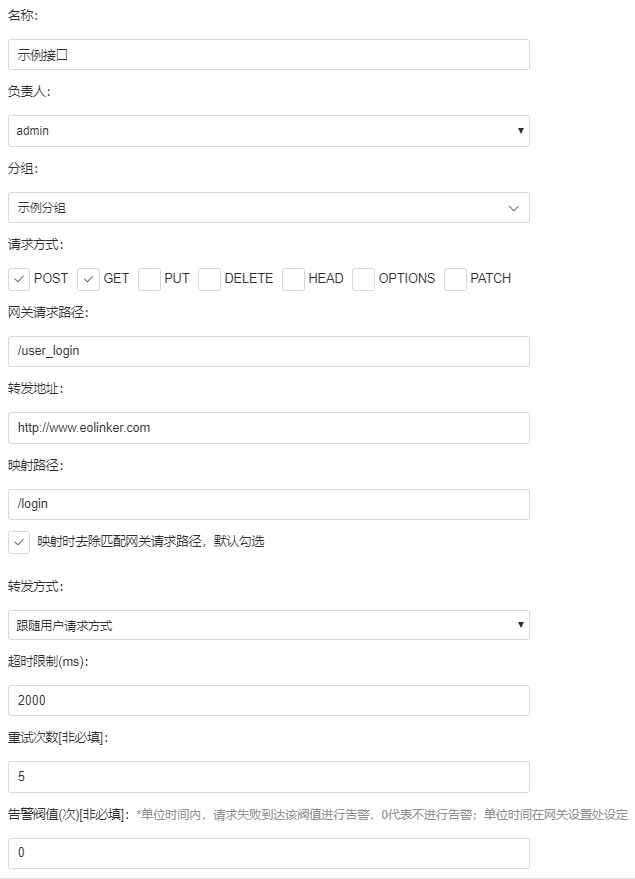 名称：
示例接口
负责人：
admin
分组：
示例分组
请求方式：
POST GET PUT DELETE HEAD OPTIONS PATCH
网关请求路径：
/user_login
转发地址：
http://www.eolinker.com
映射路径：
/login
映射时去除匹配网关请求路径，默认勾选
转发方式：
跟随用户请求方式
超时限制(ms)：
2000
重试次数[非必填]：
5
告警阀值(次)[非必填]：*单位时间内，请求失败到达该阀值进行告警，0代表不进行告警；单位时间在网关设置处设定
0